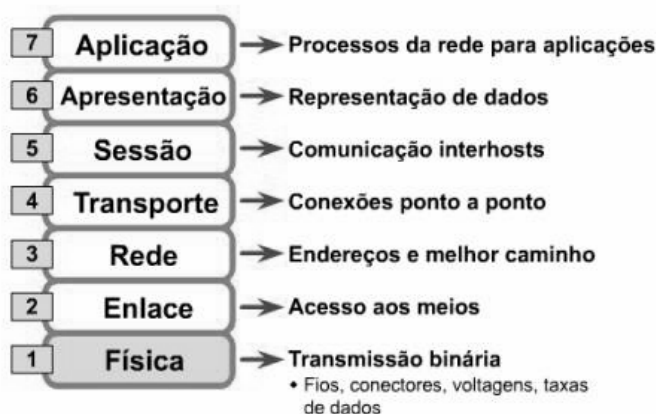 7 Aplicação Processos da rede para aplicações
6 Apresentação Representação de dados
5 Sessão Comunicação interhosts
4 Transporte Conexões ponto a ponto
3 Rede Endereços e melhor caminho
2 Enlace Acesso aos meios
1 Física Transmissão binária
• Fios, conectores, voltagens, taxas
de dados